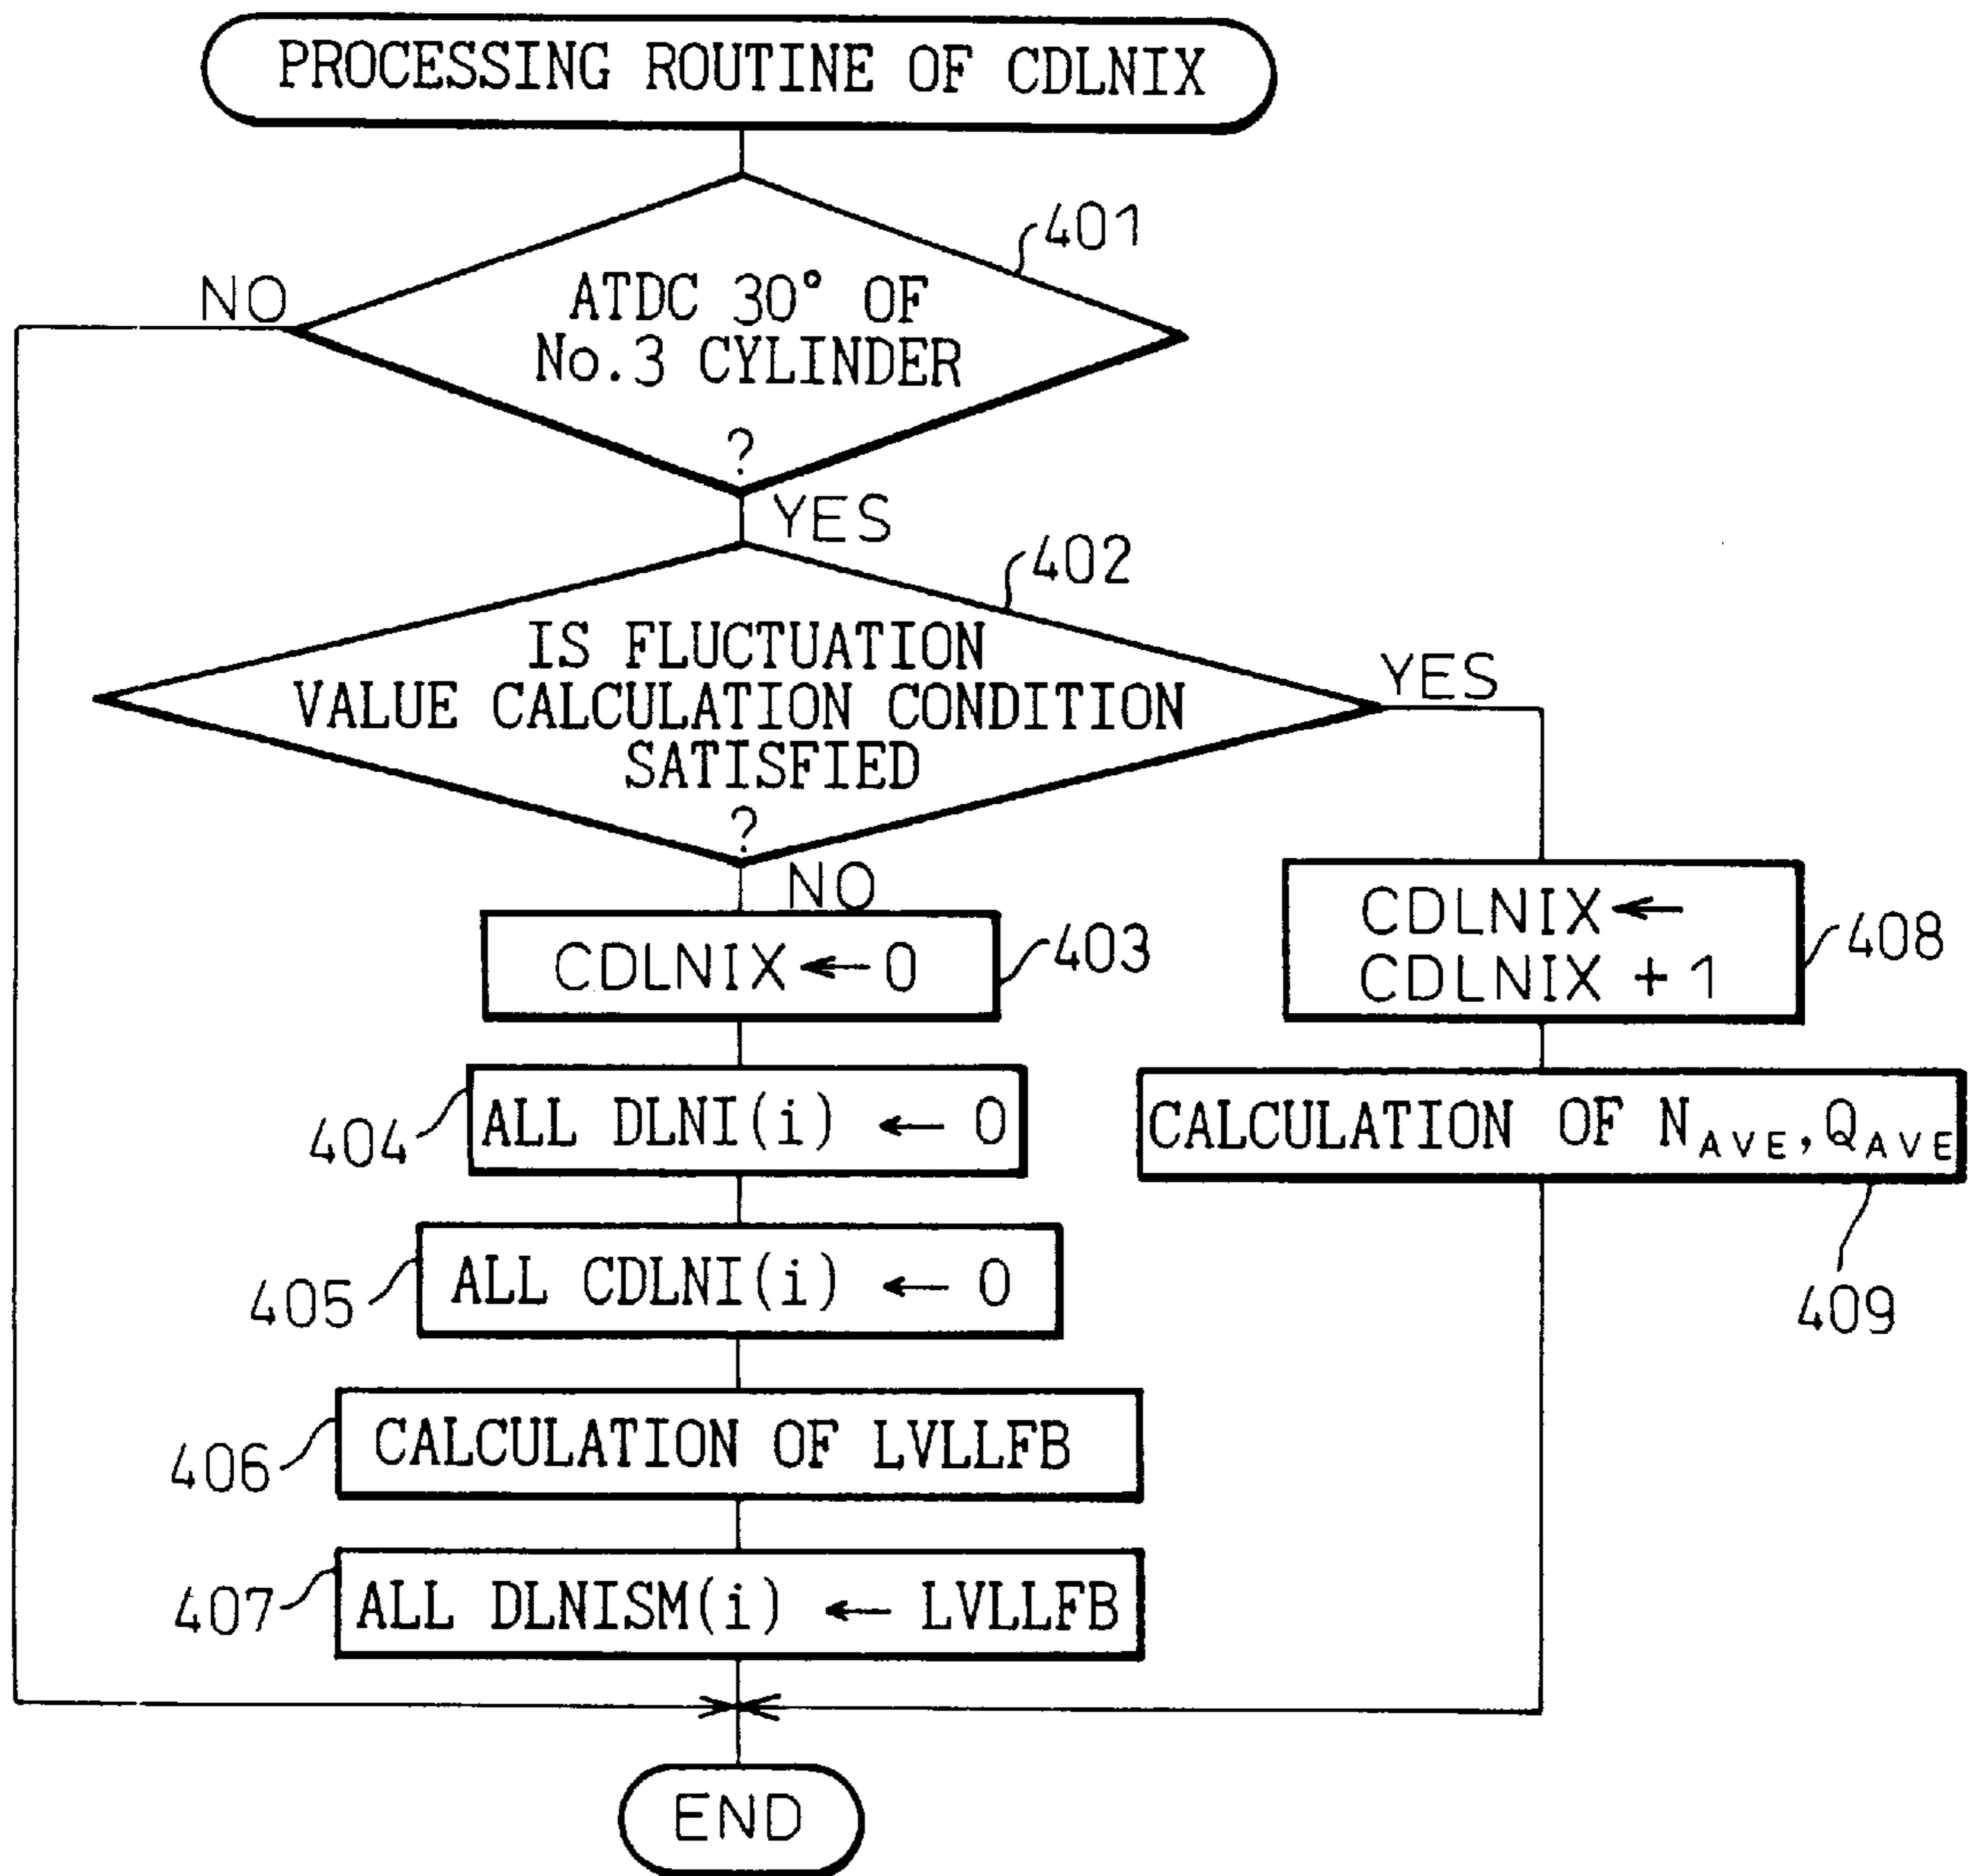 PROCESSING ROUTINE OF CDLNIX
401
NO
ATDC 30° OF
No.3 CYLINDER
?
YES
402
IS FLUCTUATION
VALUE CALCULATION CONDITION
SATISFIED
?
YES
NO
CDLNIX ← 0
403
CDLNIX ←
CDLNIX + 1
408
404
ALL DLNI(i) ← 0
CALCULATION OF NAVE, QAVE
409
405
ALL CDLNI(i) ← 0
406
CALCULATION OF LVLLFB
407
ALL DLNISM(i) ← LVLLFB
END